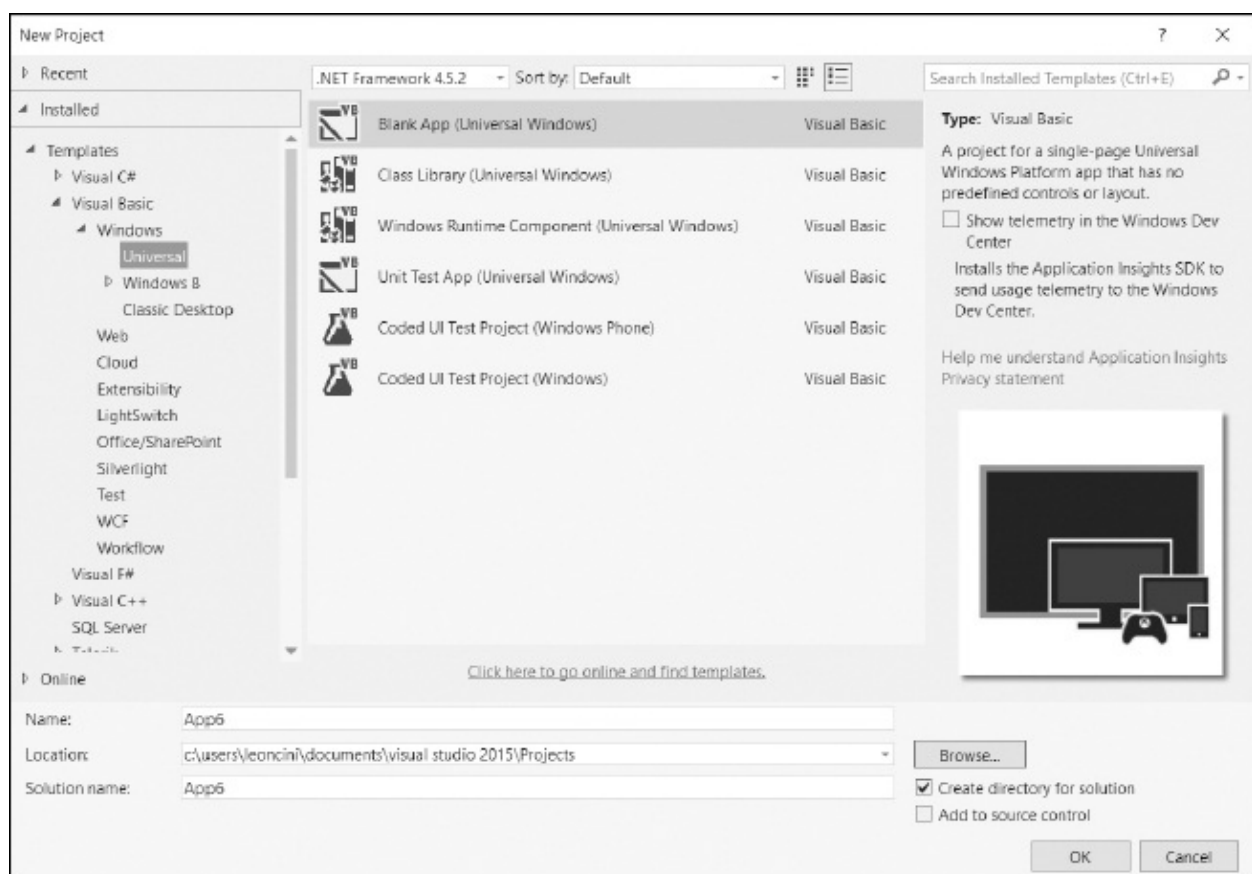 New Project
?
Recent
.NET Framework 4.5.2
Sort by: Default
Search Installed Templates (Ctrl+E)
Installed
Templates
Visual C#
Visual Basic
Windows
Universal
Windows 8
Classic Desktop
Web
Cloud
Extensibility
LightSwitch
Office/SharePoint
Silverlight
Test
WCF
Workflow
Visual F#
Visual C++
SQL Server
Online
VB
Blank App (Universal Windows)
Visual Basic
VB
Class Library (Universal Windows)
Visual Basic
VB
Windows Runtime Component (Universal Windows)
Visual Basic
VB
Unit Test App (Universal Windows)
Visual Basic
VB
Coded UI Test Project (Windows Phone)
Visual Basic
VB
Coded UI Test Project (Windows)
Visual Basic
Click here to go online and find templates.
Type: Visual Basic
A project for a single-page Universal
Windows Platform app that has no
predefined controls or layout.
Show telemetry in the Windows Dev
Center
Installs the Application Insights SDK to
send usage telemetry to the Windows
Dev Center.
Help me understand Application Insights
Privacy statement
Name: App6
Location: c:\users\leoncini\documents\visual studio 2015\Projects
Browse...
Solution name: App6
Create directory for solution
Add to source control
OK
Cancel